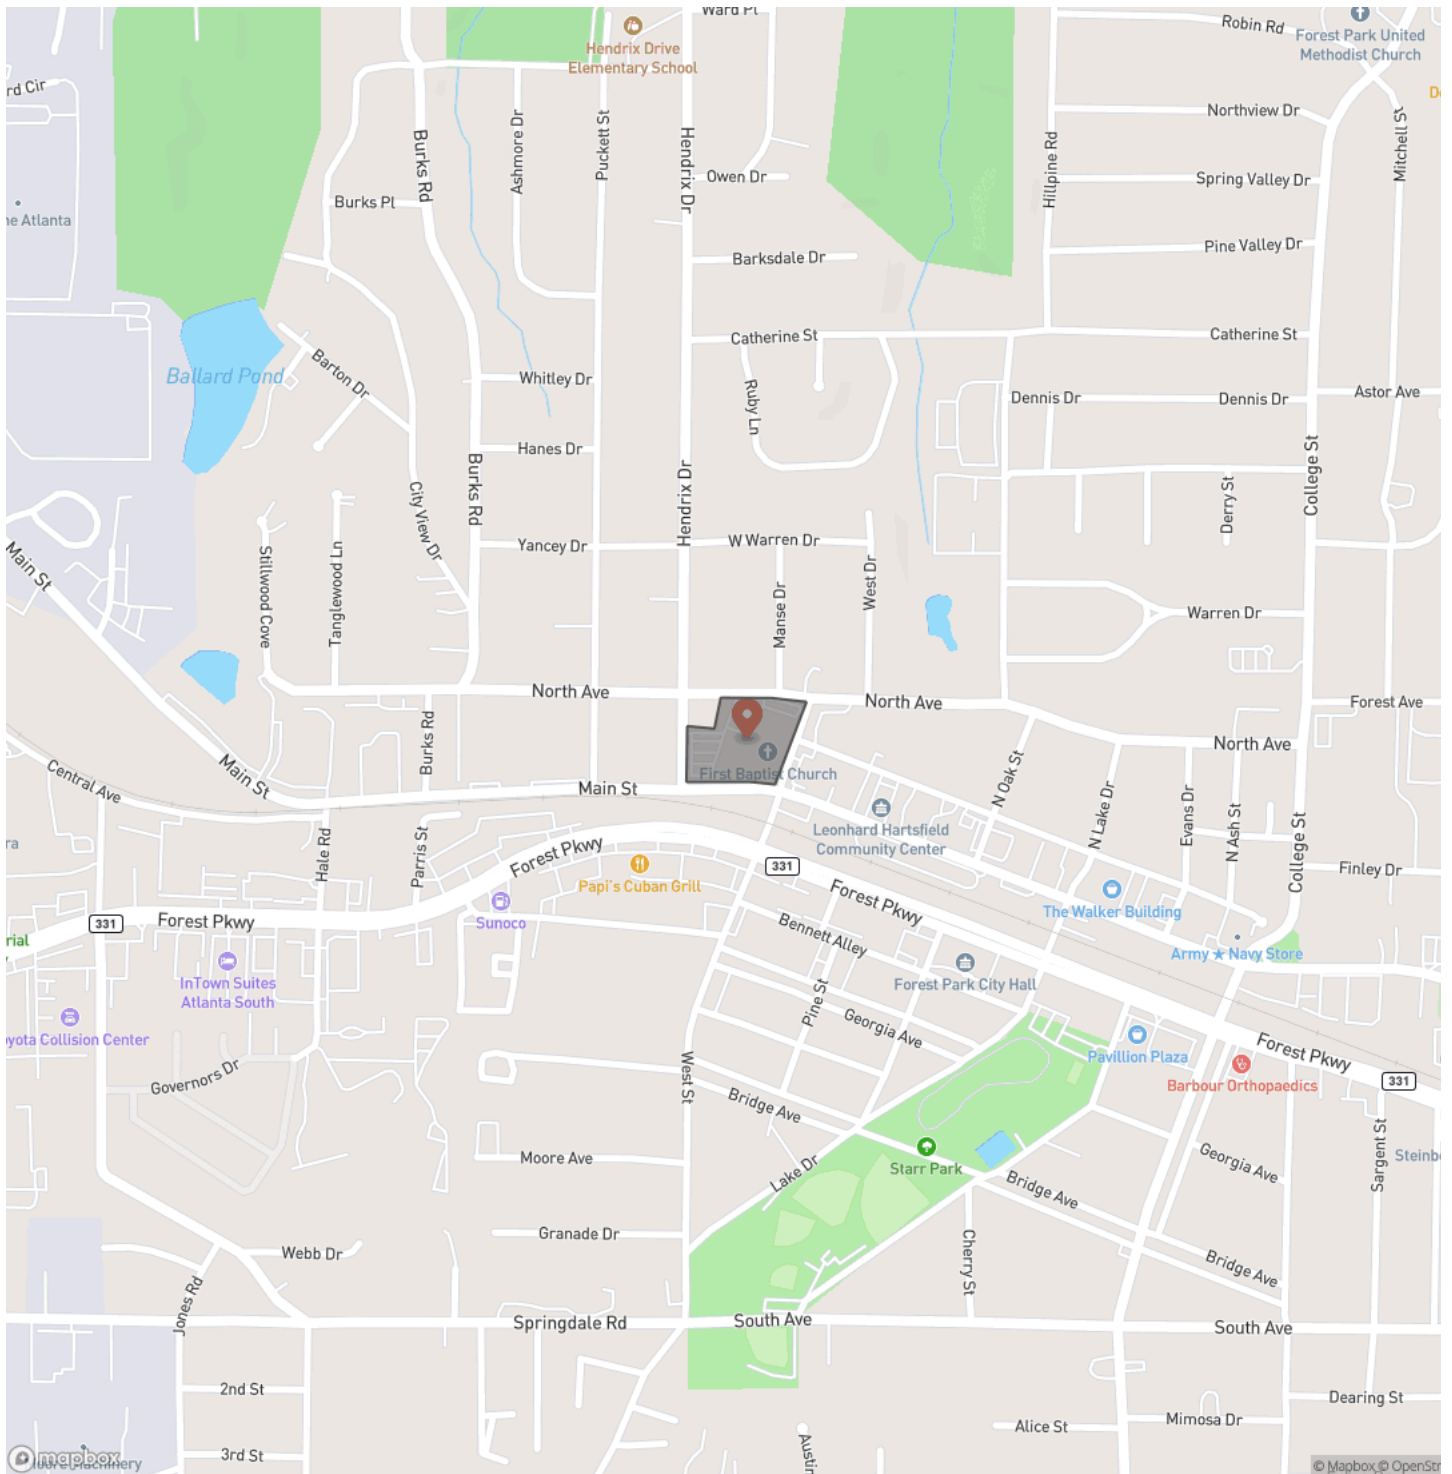 Ward Pl
Robin Rd
Forest Park United
Methodist Church
Hendrix Drive
Elementary School
rd Cir
Northview Dr
Mitchell St
Ashmore Dr
Puckett St
Hendrix Dr
Burks Rd
Hillpine Rd
Owen Dr
Spring Valley Dr
Burks Pl
ne Atlanta
Pine Valley Dr
Barksdale Dr
Catherine St
Catherine St
Ballard Pond
Barton Dr
Whitley Dr
Ruby Ln
Dennis Dr
Dennis Dr
Astor Ave
Hanes Dr
College St
Burks Rd
Hendrix Dr
City View Dr
Derry St
Main St
Yancey Dr
W Warren Dr
Stillwood Cove
Tanglewood Ln
Manse Dr
West Dr
Warren Dr
North Ave
North Ave
Forest Ave
Burks Rd
North Ave
First Baptist Church
Main St
Central Ave
Main St
N Oak St
N Lake Dr
Evans Dr
N Ash St
College St
Leonhard Hartsfield
Community Center
Hale Rd
Parris St
Forest Pkwy
331
Finley Dr
ra
Papi's Cuban Grill
Forest Pkwy
The Walker Building
331
Forest Pkwy
Sunoco
Bennett Alley
rial
Army ★ Navy Store
InTown Suites
Atlanta South
Forest Park City Hall
Pine St
Georgia Ave
oyota Collision Center
Pavillion Plaza
Forest Pkwy
Governors Dr
West St
Barbour Orthopaedics
331
Bridge Ave
Sargent St
Moore Ave
Lake Dr
Starr Park
Georgia Ave
Steinb
Bridge Ave
Granade Dr
Webb Dr
Cherry St
Bridge Ave
Jones Rd
Springdale Rd
South Ave
South Ave
2nd St
Dearing St
Alice St
Mimosa Dr
3rd St
Austin
mapbox
Machinery
© Mapbox © OpenStr